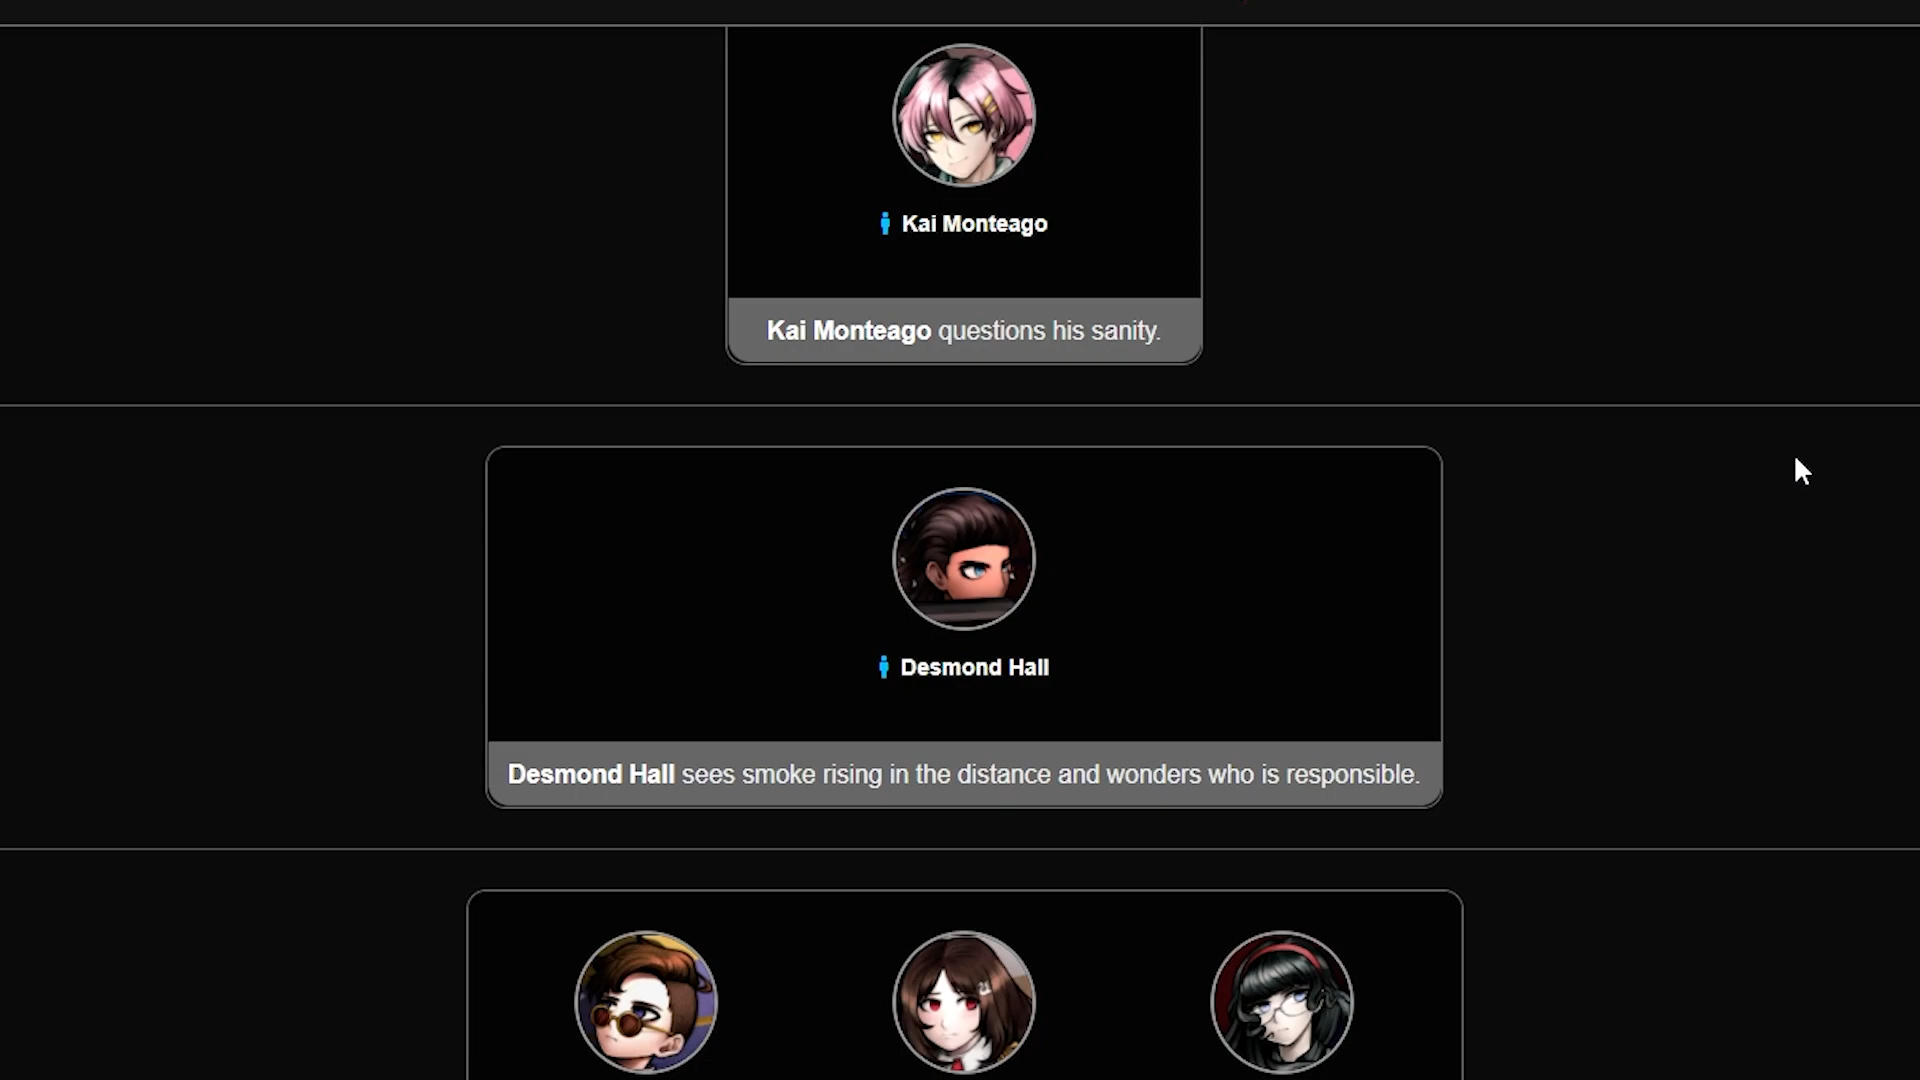 Kai Monteago
Kai Monteago questions his sanity.
Desmond Hall
Desmond Hall sees smoke rising in the distance and wonders who is responsible.